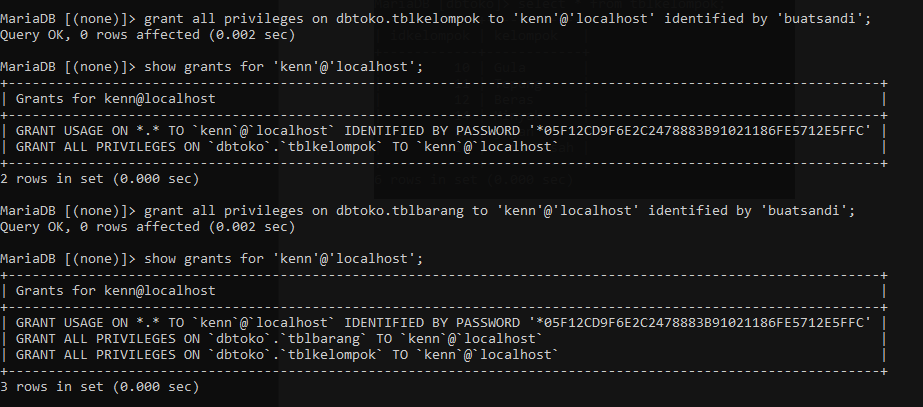 MariaDB [(none)]> grant all privileges on dbtoko.tblkelompok to 'kenn'@'localhost' identified by 'buatsandi';
Query OK, 0 rows affected (0.002 sec)
MariaDB [(none)]> show grants for 'kenn'@'localhost';
+-------------------------------------------------------------------------------------------------------------+
| Grants for kenn@localhost                                                                                   |
+-------------------------------------------------------------------------------------------------------------+
| GRANT USAGE ON *.* TO `kenn`@`localhost` IDENTIFIED BY PASSWORD '*05F12CD9F6E2C2478883B91021186FE5712E5FFC' |
| GRANT ALL PRIVILEGES ON `dbtoko`.`tblkelompok` TO `kenn`@`localhost`                                        |
+-------------------------------------------------------------------------------------------------------------+
2 rows in set (0.000 sec)
MariaDB [(none)]> grant all privileges on dbtoko.tblbarang to 'kenn'@'localhost' identified by 'buatsandi';
Query OK, 0 rows affected (0.002 sec)
MariaDB [(none)]> show grants for 'kenn'@'localhost';
+-------------------------------------------------------------------------------------------------------------+
| Grants for kenn@localhost                                                                                   |
+-------------------------------------------------------------------------------------------------------------+
| GRANT USAGE ON *.* TO `kenn`@`localhost` IDENTIFIED BY PASSWORD '*05F12CD9F6E2C2478883B91021186FE5712E5FFC' |
| GRANT ALL PRIVILEGES ON `dbtoko`.`tblbarang` TO `kenn`@`localhost`                                          |
| GRANT ALL PRIVILEGES ON `dbtoko`.`tblkelompok` TO `kenn`@`localhost`                                        |
+-------------------------------------------------------------------------------------------------------------+
3 rows in set (0.000 sec)